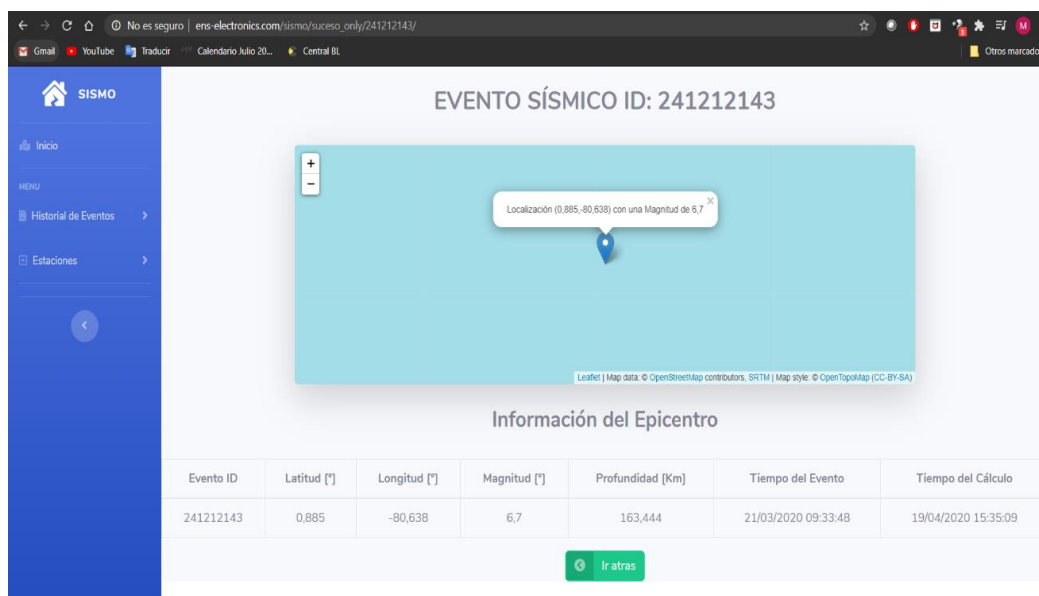 No es seguro | ens-electronics.com/sismo/suceso_only/241212143/
Gmail YouTube Traducir Calendario Julio 20... Central BL Otros marcado
SISMO
Inicio
MENU
Historial de Eventos
Estaciones
EVENTO SÍSMICO ID: 241212143
+
−
Localización (0,885,-80,638) con una Magnitud de 6,7 ×
Leaflet | Map data: © OpenStreetMap contributors, SRTM | Map style: © OpenTopoMap (CC-BY-SA)
Información del Epicentro
Evento ID Latitud [°] Longitud [°] Magnitud [°] Profundidad [Km] Tiempo del Evento Tiempo del Cálculo
241212143 0,885 -80,638 6,7 163,444 21/03/2020 09:33:48 19/04/2020 15:35:09
Ir atras